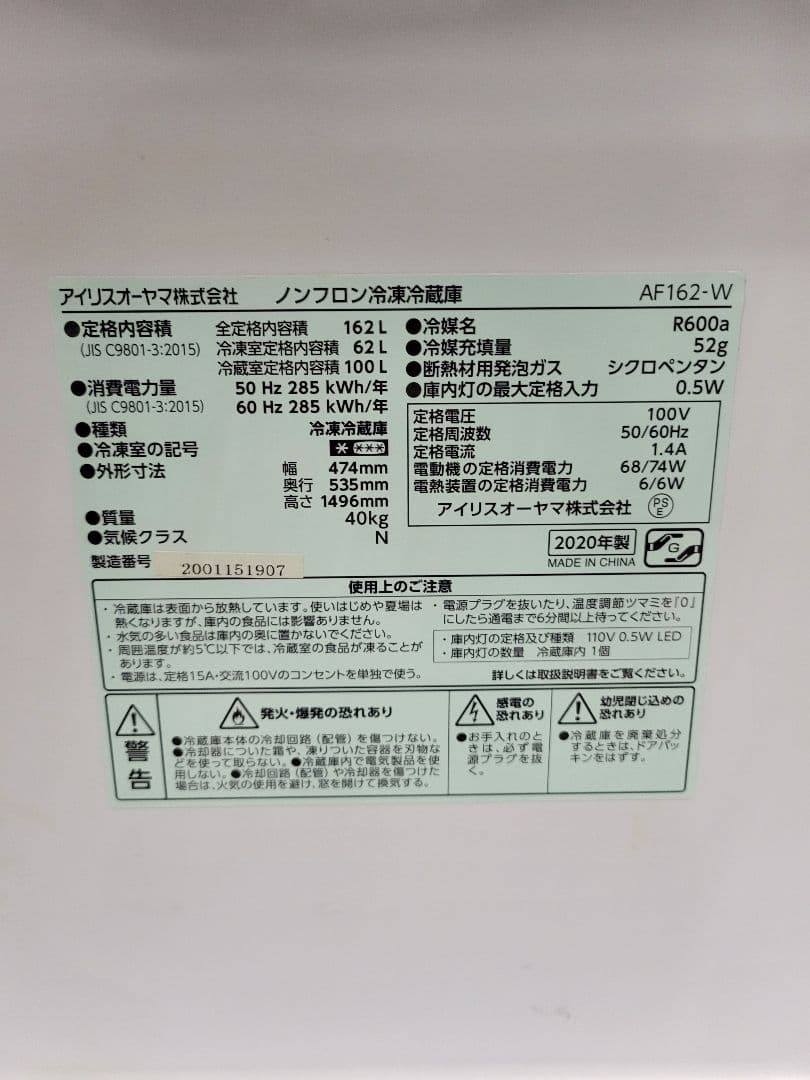 アイリスオーヤマ株式会社 ノンフロン冷凍冷蔵庫 AF162-W
●定格内容積 全定格内容積 162L
(JIS C9801-3:2015) 冷凍室定格内容積 62L
冷蔵室定格内容積 100L
●消費電力量 50 Hz 285 kWh/年
(JIS C9801-3:2015) 60 Hz 285 kWh/年
●種類 冷凍冷蔵庫
●冷凍室の記号 * ***
●外形寸法 幅 474mm
奥行 535mm
高さ 1496mm
●質量 40kg
●気候クラス N
製造番号 2001151907
●冷媒名 R600a
●冷媒充填量 52g
●断熱材用発泡ガス シクロペンタン
●庫内灯の最大定格入力 0.5W
定格電圧 100V
定格周波数 50/60Hz
定格電流 1.4A
電動機の定格消費電力 68/74W
電熱装置の定格消費電力 6/6W
アイリスオーヤマ株式会社 PS E
2020年製
MADE IN CHINA
G
使用上のご注意
・冷蔵庫は表面から放熱しています。使いはじめや夏場は
熱くなりますが、庫内の食品には影響ありません。
・水気の多い食品は庫内の奥に置かないでください。
・周囲温度が約5℃以下では、冷蔵室の食品が凍ることが
あります。
・電源は、定格15A・交流100Vのコンセントを単独で使う。
・電源プラグを抜いたり、温度調節ツマミを『0』
にしたら通電まで6分間以上待ってください。
・庫内灯の定格及び種類 110V 0.5W LED
・庫内灯の数量 冷蔵庫内 1個
詳しくは取扱説明書をご覧ください。
警告
発火・爆発の恐れあり
●冷蔵庫本体の冷却回路(配管)を傷つけない。
●冷却器についた霜や、凍りついた容器を刃物な
どを使って取らない。●冷蔵庫内で電気製品を使
用しない。●冷却回路(配管)や冷却器を傷つけた
場合は、火気の使用を避け、窓を開けて換気する。
感電の
恐れあり
●お手入れのと
きは、必ず電
源プラグを抜
く。
幼児閉じ込めの
恐れあり
●冷蔵庫を廃棄処分
するときは、ドアパッ
キンをはずす。